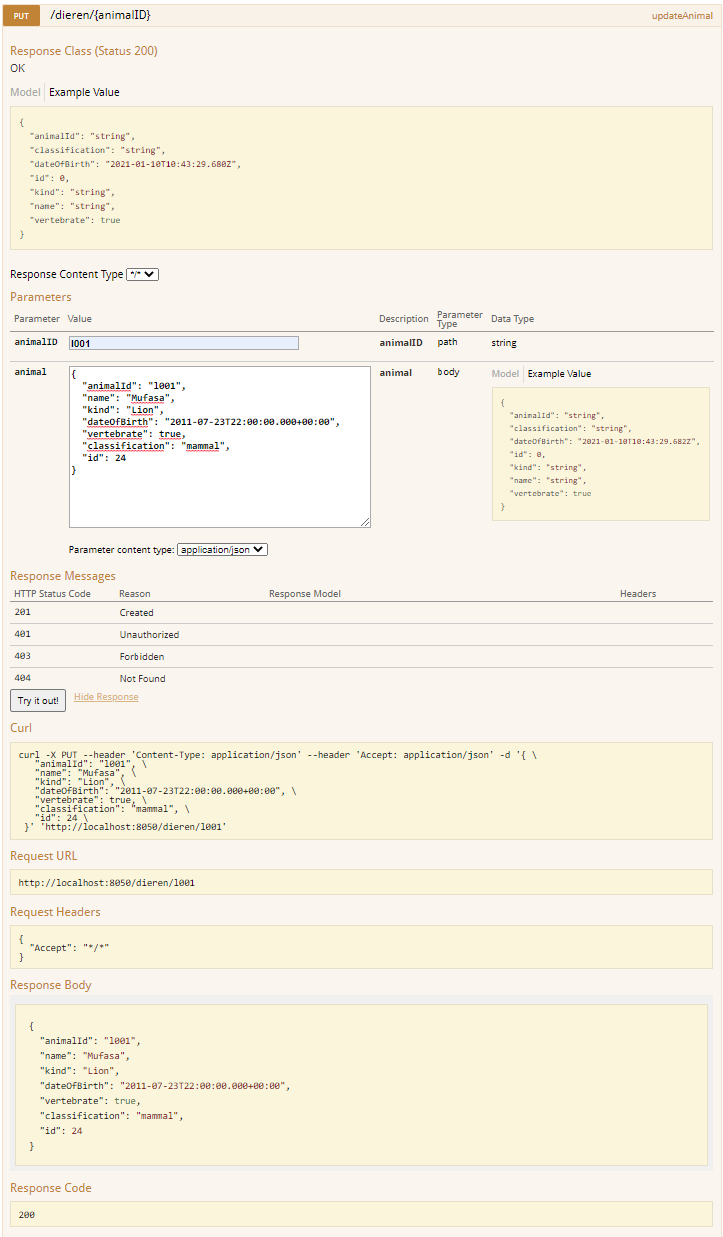 PUT /dieren/{animalID} updateAnimal
Response Class (Status 200)
OK
Model Example Value
{
"animalId": "string",
"classification": "string",
"dateOfBirth": "2021-01-10T10:43:29.680Z",
"id": 0,
"kind": "string",
"name": "string",
"vertebrate": true
}
Response Content Type */*
Parameters
Parameter Value Description Parameter Type Data Type
animalID l001 animalID path string
animal
{
"animalId": "l001",
"name": "Mufasa",
"kind": "Lion",
"dateOfBirth": "2011-07-23T22:00:00.000+00:00",
"vertebrate": true,
"classification": "mammal",
"id": 24
}
animal body
Model Example Value
{
"animalId": "string",
"classification": "string",
"dateOfBirth": "2021-01-10T10:43:29.682Z",
"id": 0,
"kind": "string",
"name": "string",
"vertebrate": true
}
Parameter content type: application/json
Response Messages
HTTP Status Code Reason Response Model Headers
201 Created
401 Unauthorized
403 Forbidden
404 Not Found
Try it out! Hide Response
Curl
curl -X PUT --header 'Content-Type: application/json' --header 'Accept: application/json' -d '{ \
"animalId": "l001", \
"name": "Mufasa", \
"kind": "Lion", \
"dateOfBirth": "2011-07-23T22:00:00.000+00:00", \
"vertebrate": true, \
"classification": "mammal", \
"id": 24 \
}' 'http://localhost:8050/dieren/l001'
Request URL
http://localhost:8050/dieren/l001
Request Headers
{
"Accept": "*/*"
}
Response Body
{
"animalId": "l001",
"name": "Mufasa",
"kind": "Lion",
"dateOfBirth": "2011-07-23T22:00:00.000+00:00",
"vertebrate": true,
"classification": "mammal",
"id": 24
}
Response Code
200